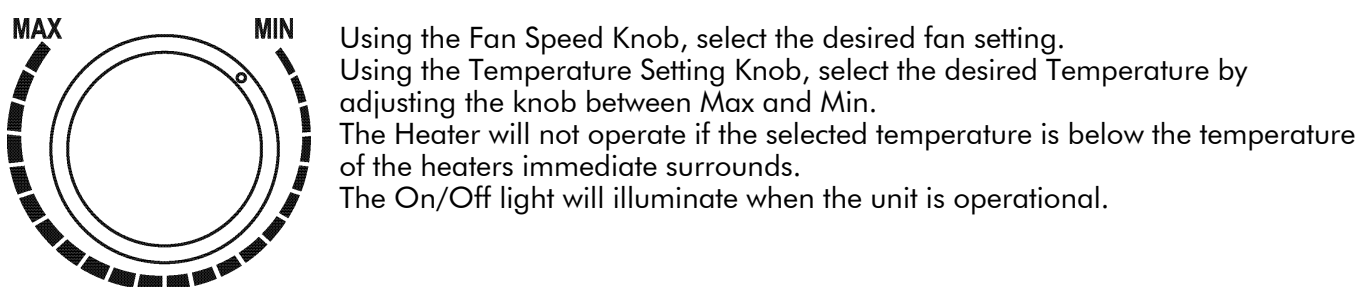 MAX MIN
Using the Fan Speed Knob, select the desired fan setting.
Using the Temperature Setting Knob, select the desired Temperature by
adjusting the knob between Max and Min.
The Heater will not operate if the selected temperature is below the temperature
of the heaters immediate surrounds.
The On/Off light will illuminate when the unit is operational.